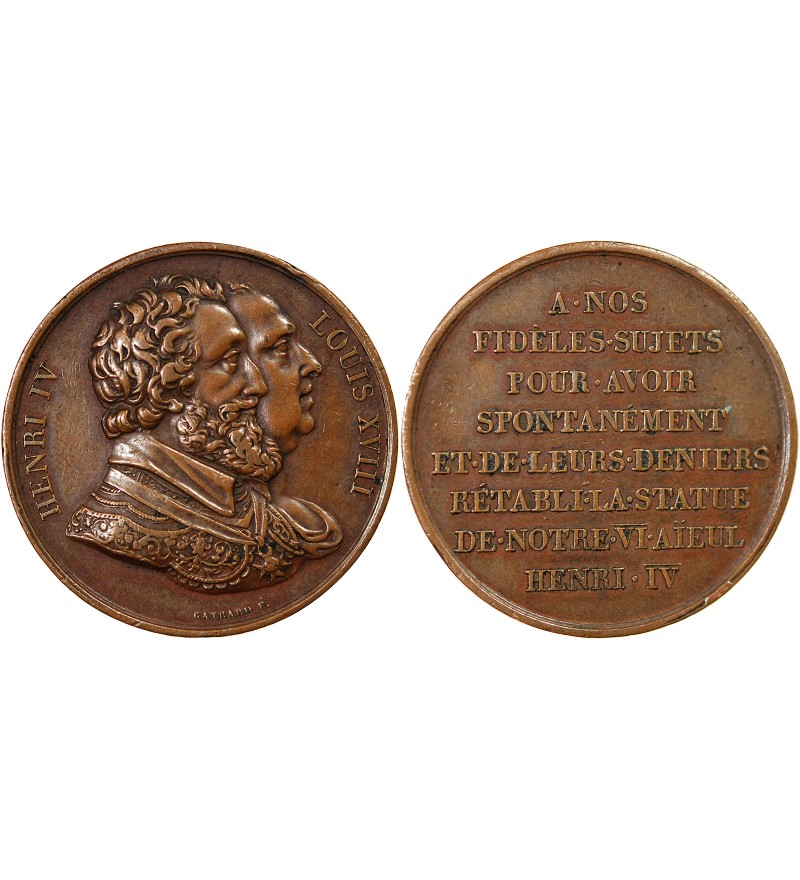 HENRI IV
LOUIS XVIII
GAYRARD F.
A·NOS
FIDÈLES·SUJETS
POUR·AVOIR
SPONTANÉMENT
ET·DE·LEURS·DENIERS
RÉTABLI·LA·STATUE
DE·NOTRE·VI·AÏEUL
HENRI·IV